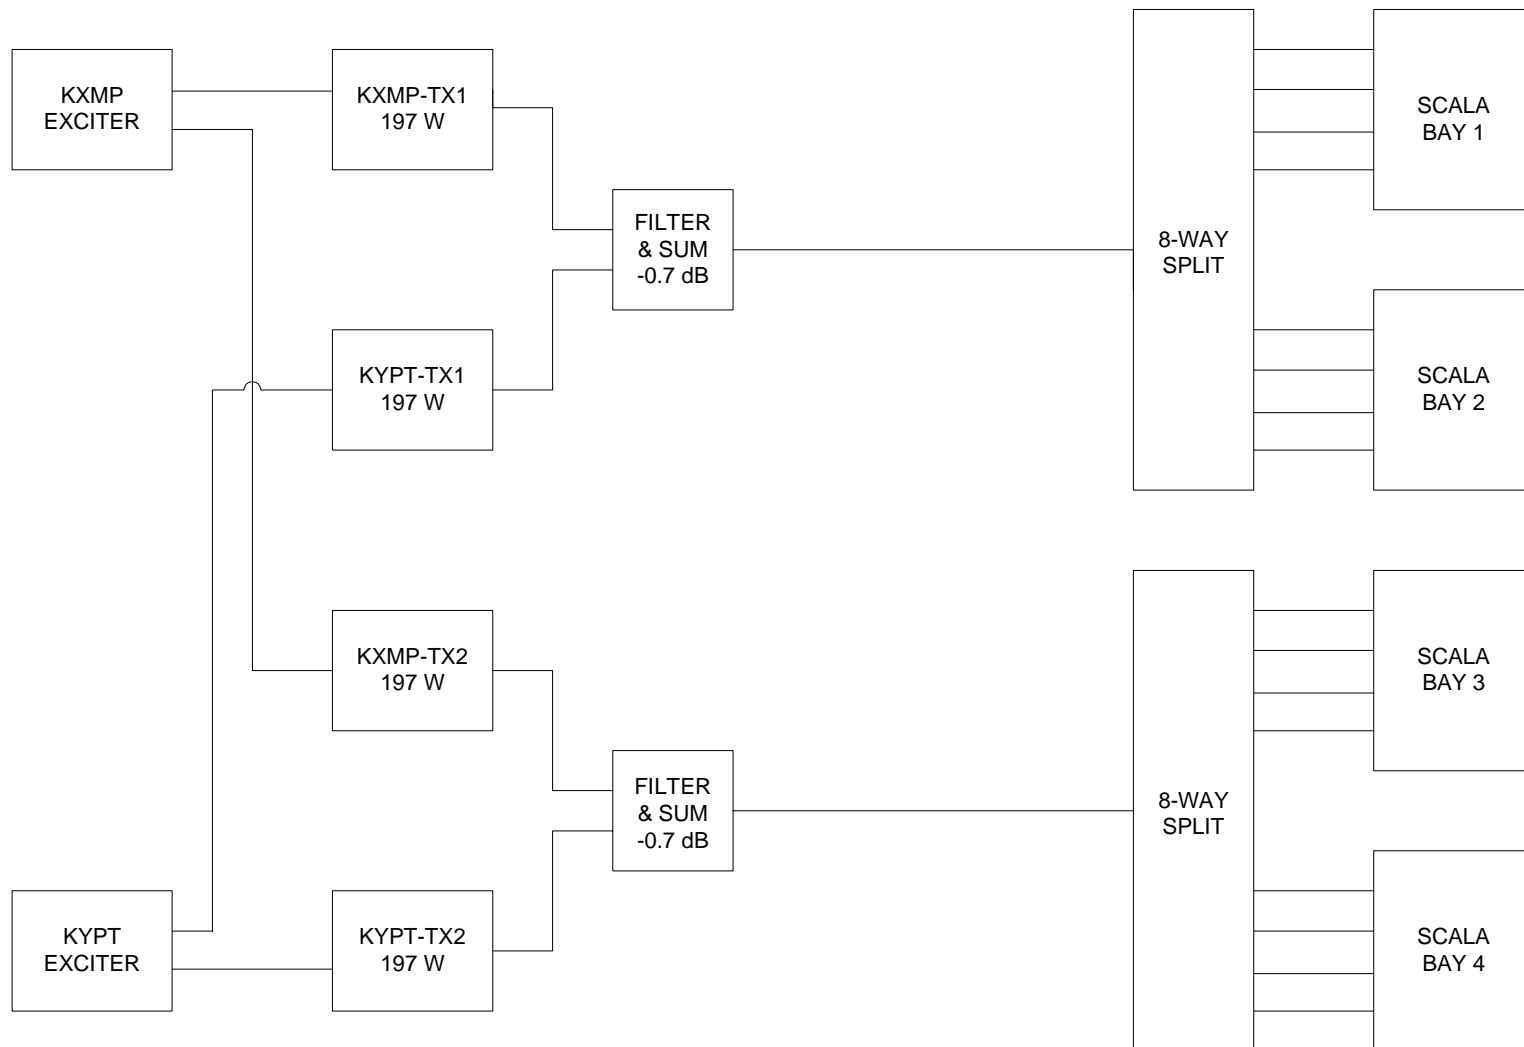 KXMP
EXCITER
KXMP-TX1
197 W
FILTER
& SUM
-0.7 dB
KYPT-TX1
197 W
8-WAY
SPLIT
SCALA
BAY 1
SCALA
BAY 2
KXMP-TX2
197 W
FILTER
& SUM
-0.7 dB
KYPT
EXCITER
KYPT-TX2
197 W
8-WAY
SPLIT
SCALA
BAY 3
SCALA
BAY 4